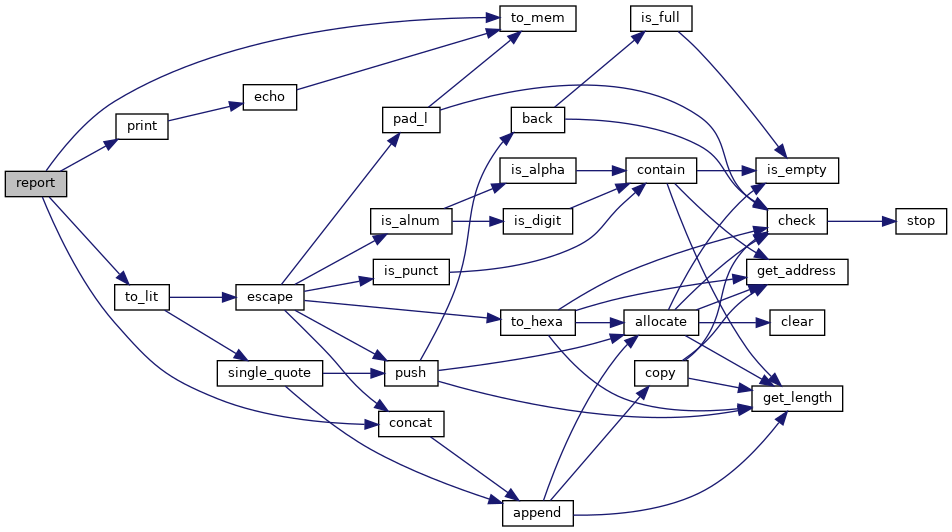 report
to_mem
print
echo
to_lit
escape
single_quote
pad_l
is_alnum
is_punct
push
concat
is_full
back
is_alpha
is_digit
to_hexa
append
contain
allocate
copy
is_empty
check
get_address
clear
get_length
stop